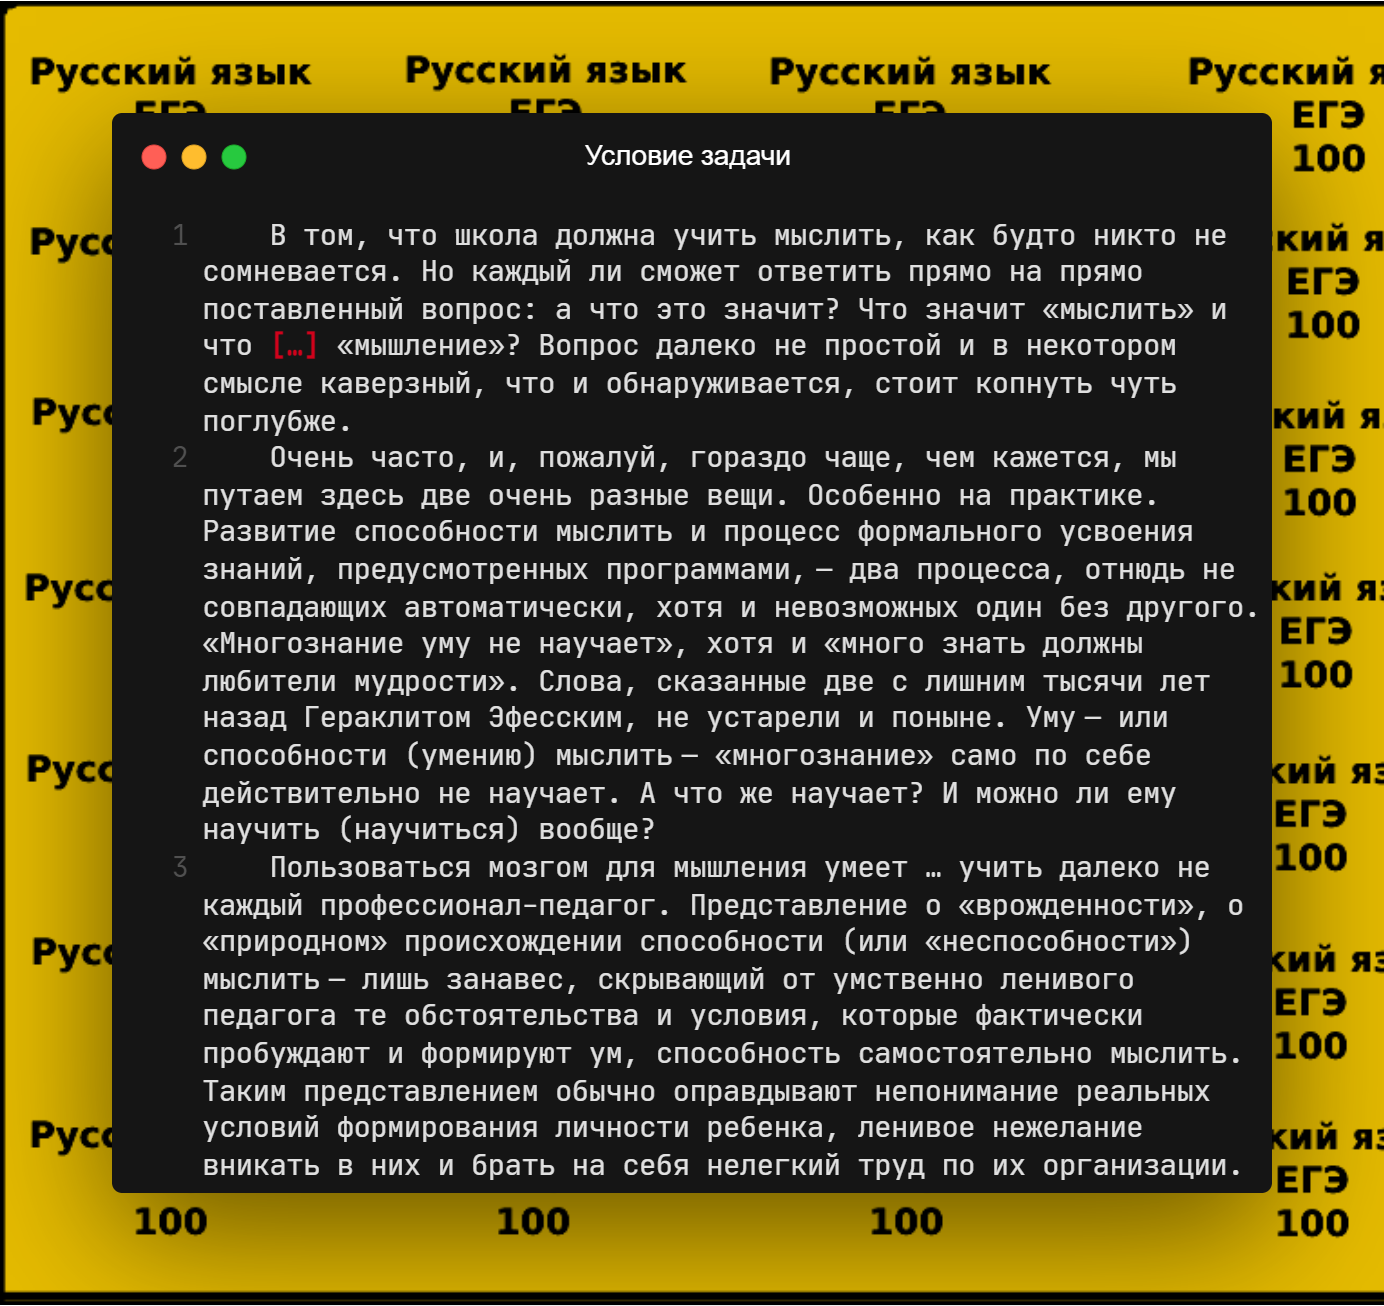 Русский язык Русский язык Русский язык Русский я
ЕГЭ ЕГЭ ЕГЭ ЕГЭ
100
Условие задачи
1 В том, что школа должна учить мыслить, как будто никто не
сомневается. Но каждый ли сможет ответить прямо на прямо
поставленный вопрос: а что это значит? Что значит «мыслить» и
что […] «мышление»? Вопрос далеко не простой и в некотором
смысле каверзный, что и обнаруживается, стоит копнуть чуть
поглубже.
2 Очень часто, и, пожалуй, гораздо чаще, чем кажется, мы
путаем здесь две очень разные вещи. Особенно на практике.
Развитие способности мыслить и процесс формального усвоения
знаний, предусмотренных программами, — два процесса, отнюдь не
совпадающих автоматически, хотя и невозможных один без другого.
«Многознание уму не научает», хотя и «много знать должны
любители мудрости». Слова, сказанные две с лишним тысячи лет
назад Гераклитом Эфесским, не устарели и поныне. Уму — или
способности (умению) мыслить — «многознание» само по себе
действительно не научает. А что же научает? И можно ли ему
научить (научиться) вообще?
3 Пользоваться мозгом для мышления умеет … учить далеко не
каждый профессионал-педагог. Представление о «врожденности», о
«природном» происхождении способности (или «неспособности»)
мыслить — лишь занавес, скрывающий от умственно ленивого
педагога те обстоятельства и условия, которые фактически
пробуждают и формируют ум, способность самостоятельно мыслить.
Таким представлением обычно оправдывают непонимание реальных
условий формирования личности ребенка, ленивое нежелание
вникать в них и брать на себя нелегкий труд по их организации.
Русс
кий я
ЕГЭ
100
Русс
кий я
ЕГЭ
100
Русс
кий яз
ЕГЭ
100
Русс
кий яз
ЕГЭ
100
Русс
кий яз
ЕГЭ
100
Русс
кий яз
ЕГЭ
100 100 100 100